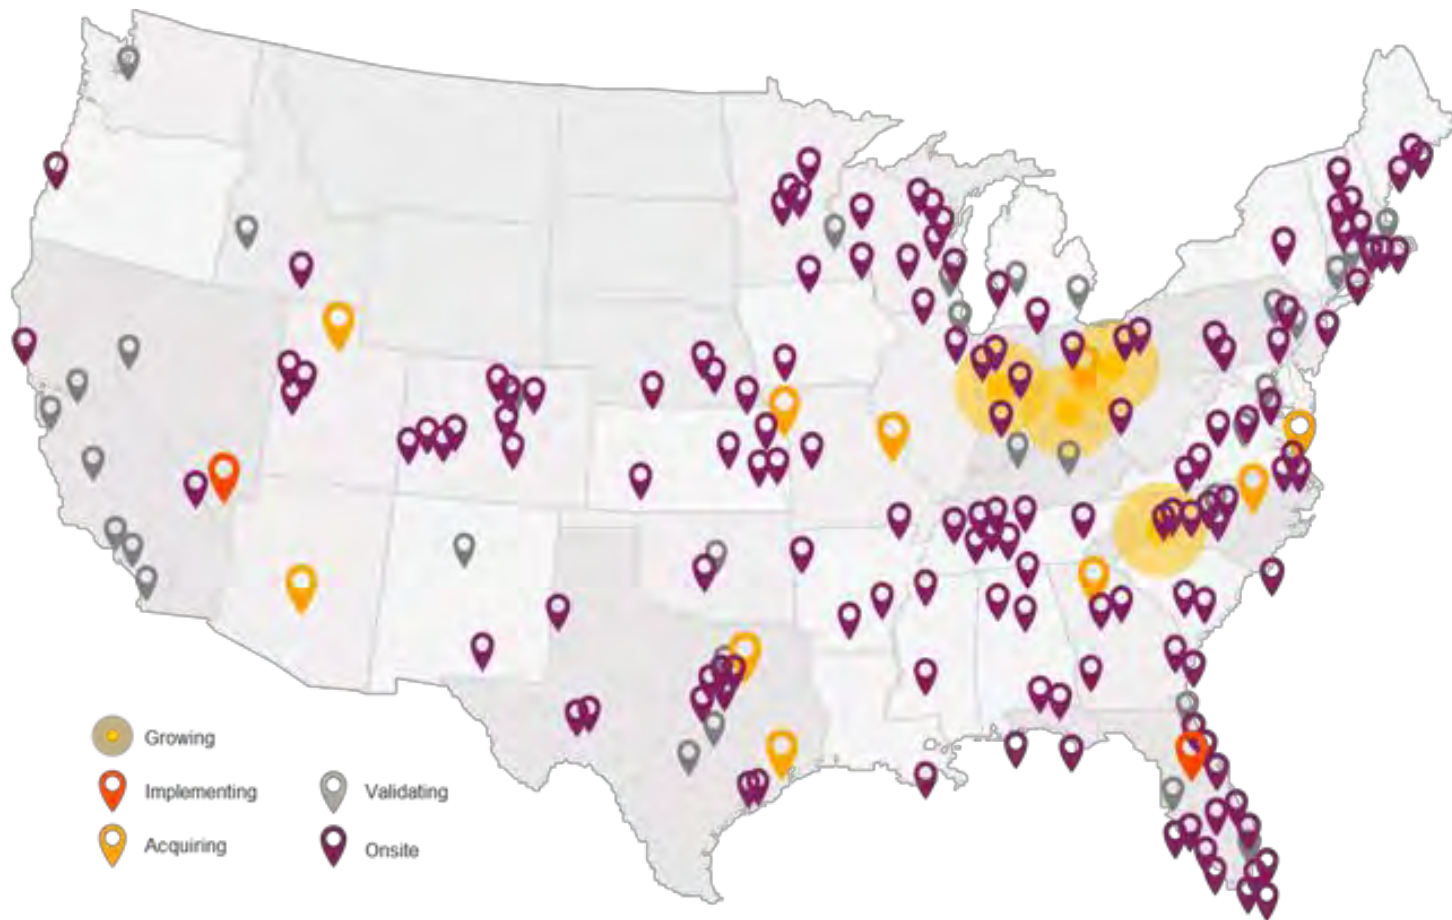 Growing
Implementing
Validating
Acquiring
Onsite